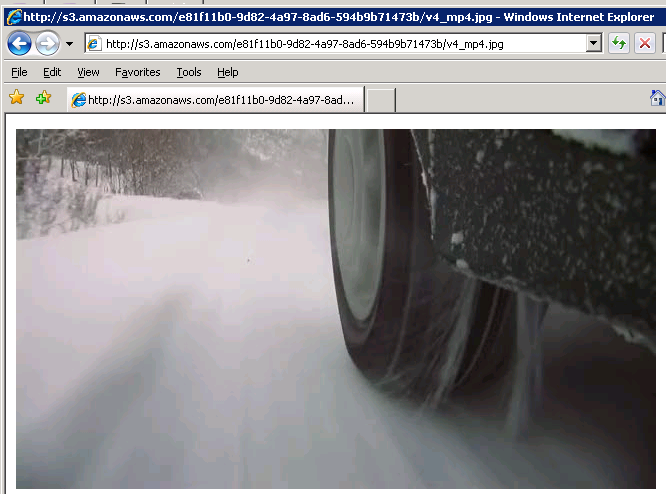 http://s3.amazonaws.com/e81f11b0-9d82-4a97-8ad6-594b9b71473b/v4_mp4.jpg - Windows Internet Explorer
http://s3.amazonaws.com/e81f11b0-9d82-4a97-8ad6-594b9b71473b/v4_mp4.jpg
File Edit View Favorites Tools Help
http://s3.amazonaws.com/e81f11b0-9d82-4a97-8ad...